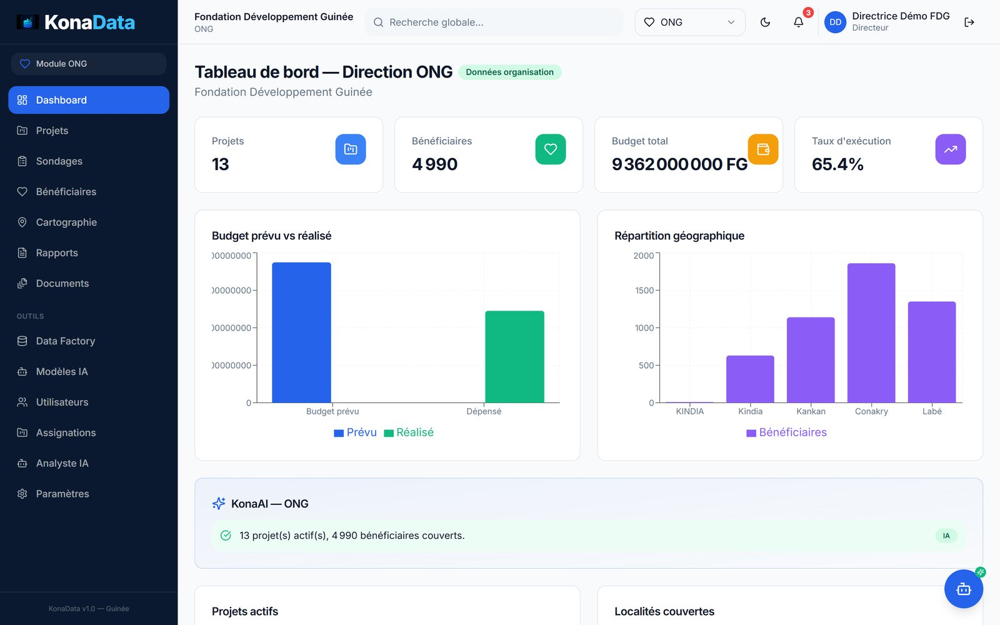 KonaData
Module ONG
Dashboard
Projets
Sondages
Bénéficiaires
Cartographie
Rapports
Documents
OUTILS
Data Factory
Modèles IA
Utilisateurs
Assignations
Analyste IA
Paramètres
KonaData v1.0 — Guinée
Fondation Développement Guinée
ONG
Recherche globale...
ONG
3
DD
Directrice Démo FDG
Directeur
Tableau de bord — Direction ONG
Données organisation
Fondation Développement Guinée
Projets
13
Bénéficiaires
4 990
Budget total
9 362 000 000 FG
Taux d'exécution
65.4%
Budget prévu vs réalisé
00000000
00000000
00000000
00000000
0
Budget prévu
Dépensé
Prévu
Réalisé
Répartition géographique
2000
1500
1000
500
0
KINDIA
Kindia
Kankan
Conakry
Labé
Bénéficiaires
KonaAI — ONG
13 projet(s) actif(s), 4 990 bénéficiaires couverts.
IA
Projets actifs
Localités couvertes